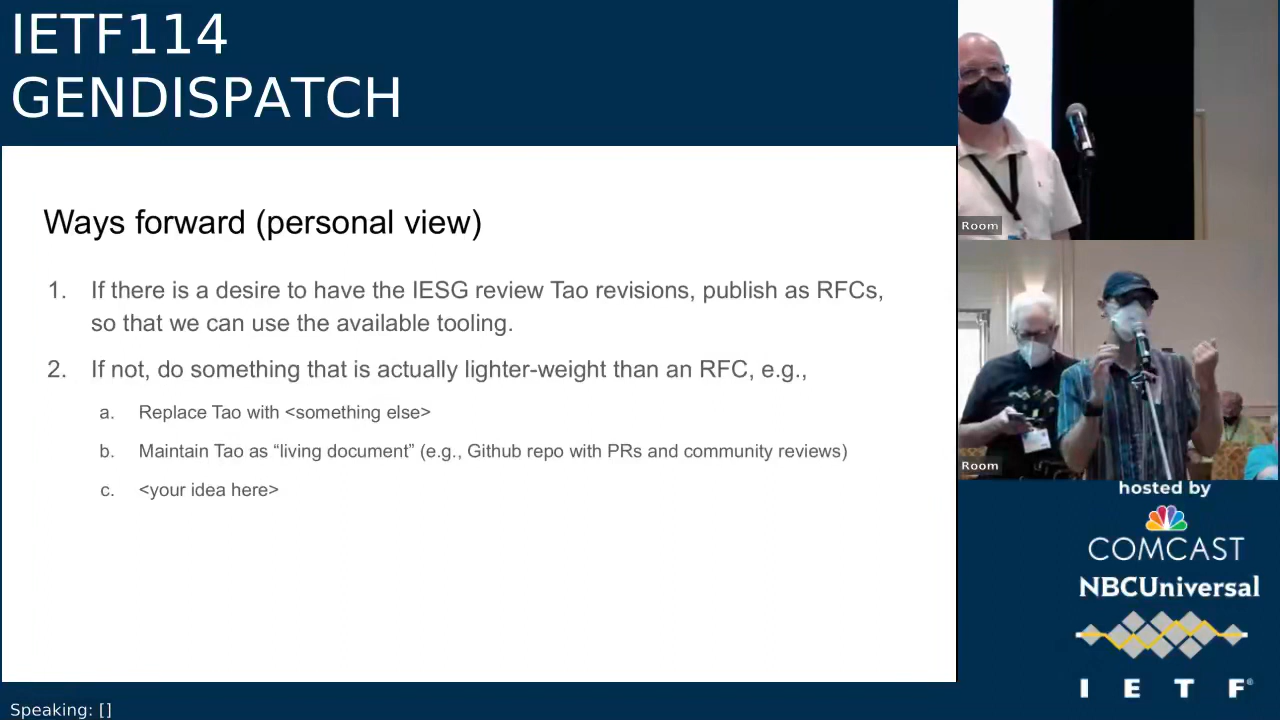 IETF114
GENDISPATCH
Ways forward (personal view)
1. If there is a desire to have the IESG review Tao revisions, publish as RFCs,
so that we can use the available tooling.
2. If not, do something that is actually lighter-weight than an RFC, e.g.,
a. Replace Tao with <something else>
b. Maintain Tao as “living document” (e.g., Github repo with PRs and community reviews)
c. <your idea here>
Speaking: []
Room
Room
hosted by
COMCAST
NBCUniversal
I E T F®